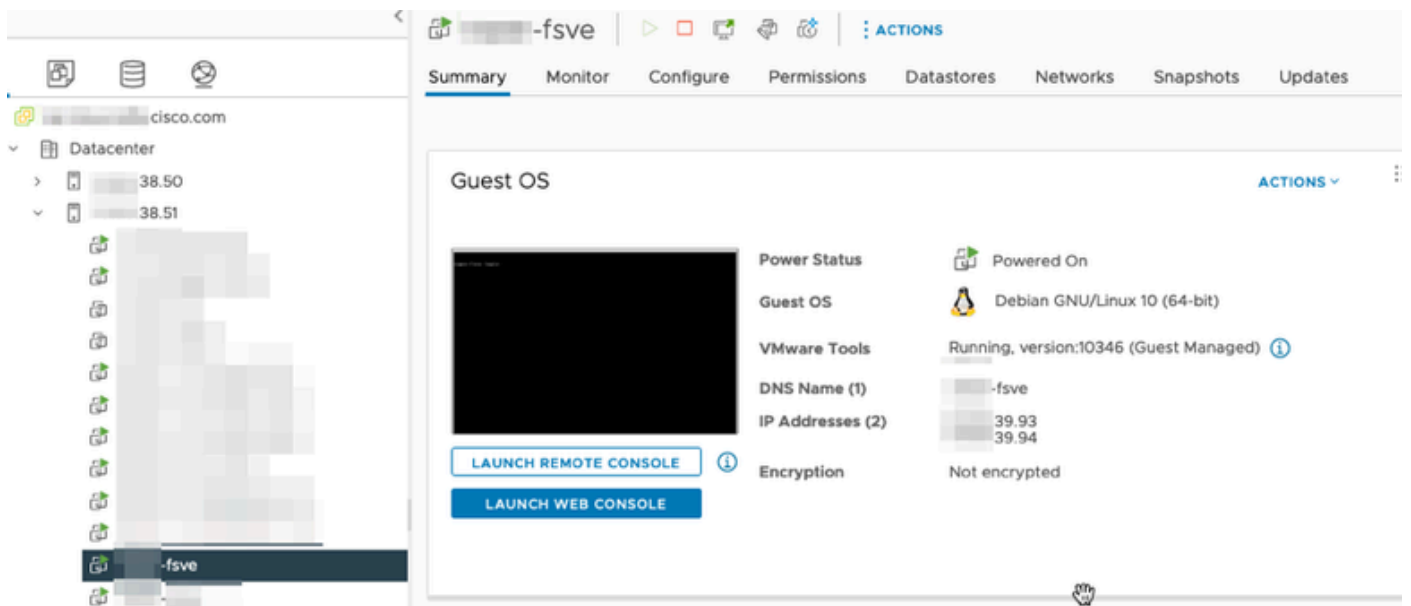 -fsve
ACTIONS
Summary Monitor Configure Permissions Datastores Networks Snapshots Updates
cisco.com
Datacenter
38.50
38.51
-fsve
Guest OS
ACTIONS
Power Status Powered On
Guest OS Debian GNU/Linux 10 (64-bit)
VMware Tools Running, version:10346 (Guest Managed)
DNS Name (1) -fsve
IP Addresses (2) 39.93
39.94
Encryption Not encrypted
LAUNCH REMOTE CONSOLE
LAUNCH WEB CONSOLE